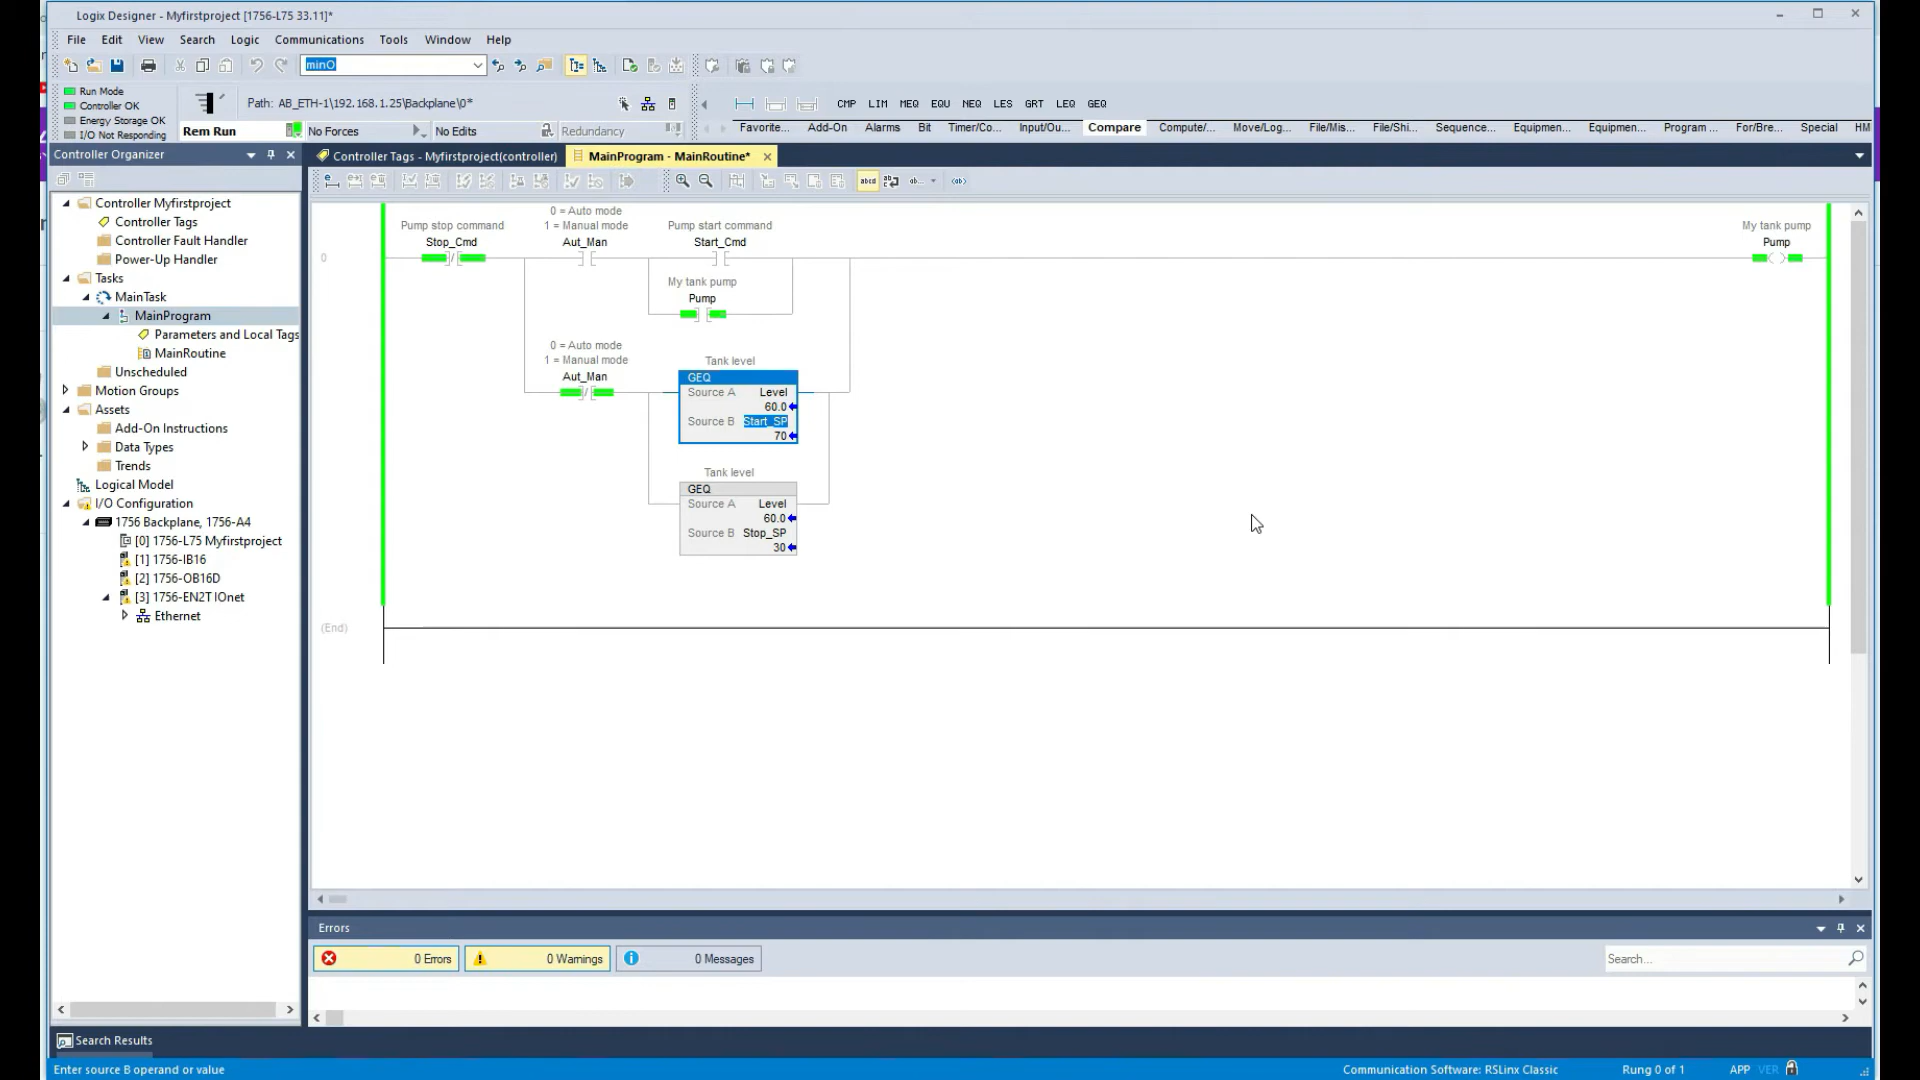 Logix Designer - Myfirstproject [1756-L75 33.11]*
File Edit View Search Logic Communications Tools Window Help
minO
Run Mode
Controller OK
Energy Storage OK
I/O Not Responding
Path: AB_ETH-1\192.168.1.25\Backplane\0*
Rem Run No Forces No Edits Redundancy
CMP LIM MEQ EQU NEQ LES GRT LEQ GEQ
Favorite... Add-On Alarms Bit Timer/Co... Input/Ou... Compare Compute/... Move/Log... File/Mis... File/Shi... Sequence... Equipmen... Equipmen... Program ... For/Bre... Special HM
Controller Organizer
Controller Tags - Myfirstproject(controller) MainProgram - MainRoutine*
Controller Myfirstproject
Controller Tags
Controller Fault Handler
Power-Up Handler
Tasks
MainTask
MainProgram
Parameters and Local Tags
MainRoutine
Unscheduled
Motion Groups
Assets
Add-On Instructions
Data Types
Trends
Logical Model
I/O Configuration
1756 Backplane, 1756-A4
[0] 1756-L75 Myfirstproject
[1] 1756-IB16
[2] 1756-OB16D
[3] 1756-EN2T IOnet
Ethernet
abcd
ab...
<ab>
0
Pump stop command
Stop_Cmd
0 = Auto mode
1 = Manual mode
Aut_Man
Pump start command
Start_Cmd
My tank pump
Pump
My tank pump
Pump
0 = Auto mode
1 = Manual mode
Aut_Man
Tank level
GEQ
Source A Level
60.0
Source B Start_SP
70
Tank level
GEQ
Source A Level
60.0
Source B Stop_SP
30
(End)
Errors
0 Errors 0 Warnings 0 Messages Search...
Search Results
Enter source B operand or value
Communication Software: RSLinx Classic Rung 0 of 1 APP VER